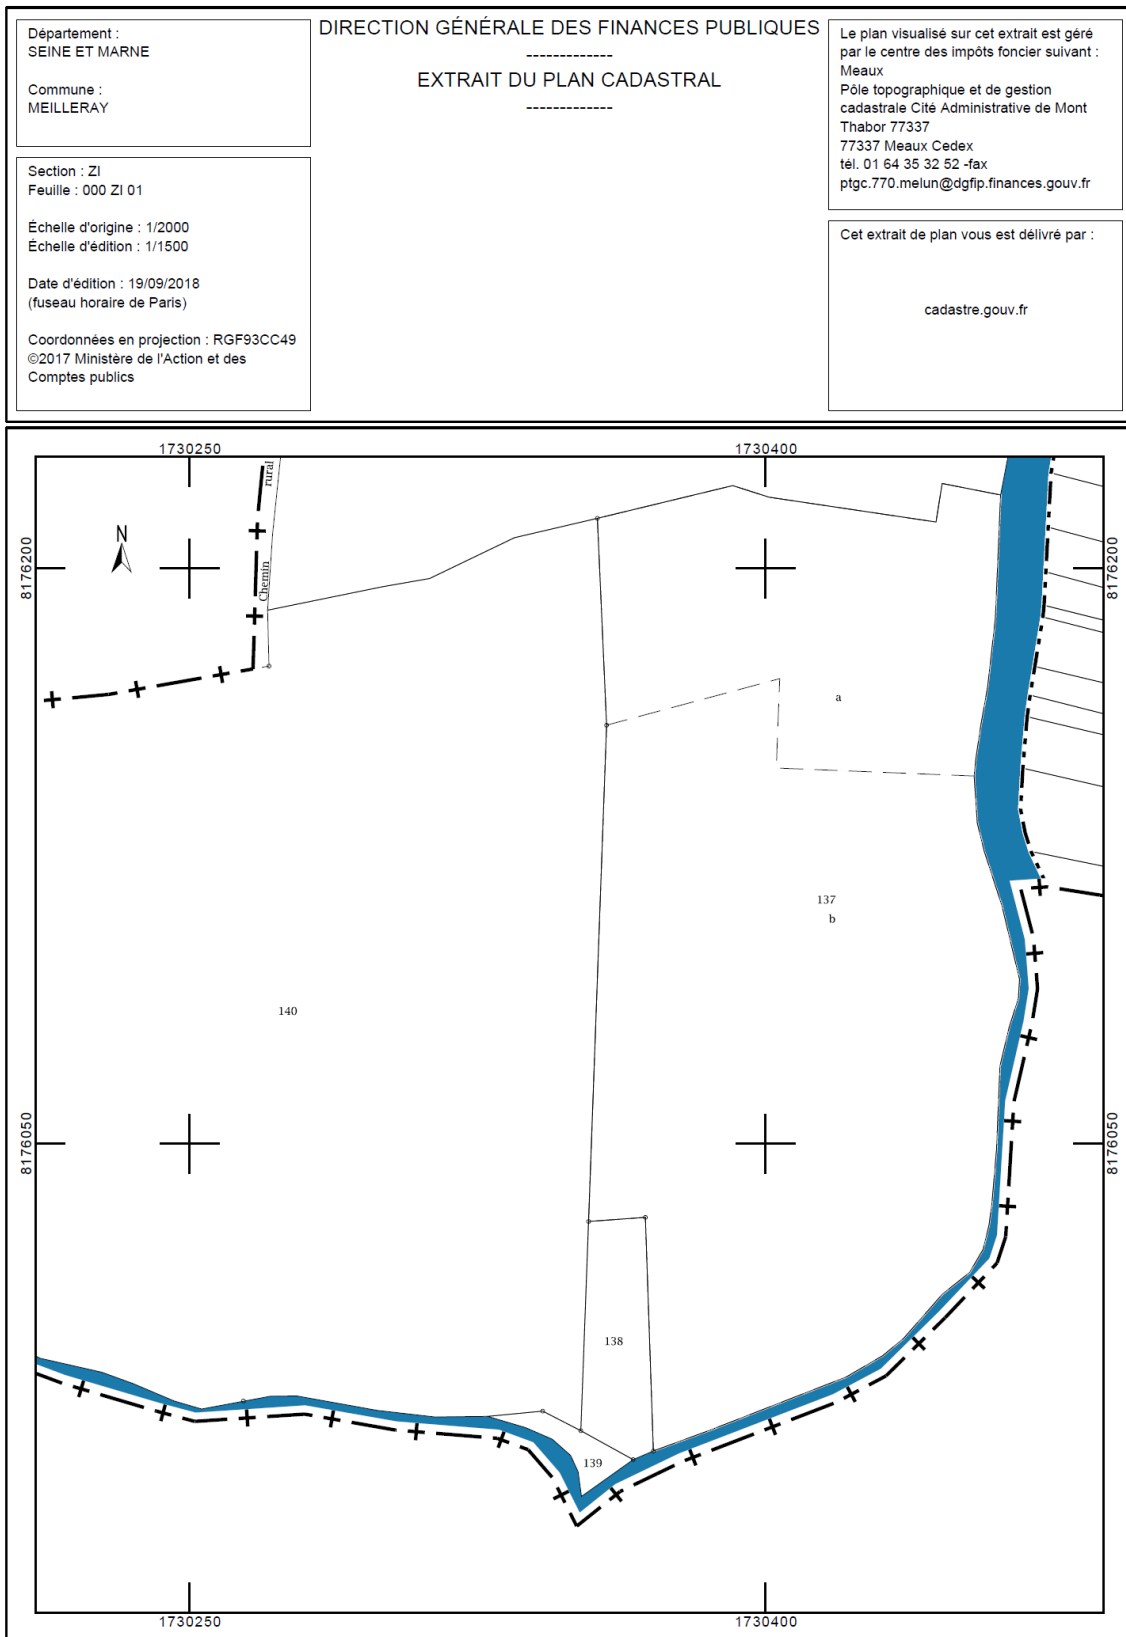 Département :
SEINE ET MARNE
Commune :
MEILLERAY
Section : ZI
Feuille : 000 ZI 01
Échelle d'origine : 1/2000
Échelle d'édition : 1/1500
Date d'édition : 19/09/2018
(fuseau horaire de Paris)
Coordonnées en projection : RGF93CC49
©2017 Ministère de l'Action et des
Comptes publics
DIRECTION GÉNÉRALE DES FINANCES PUBLIQUES
-------------
EXTRAIT DU PLAN CADASTRAL
-------------
Le plan visualisé sur cet extrait est géré
par le centre des impôts foncier suivant :
Meaux
Pôle topographique et de gestion
cadastrale Cité Administrative de Mont
Thabor 77337
77337 Meaux Cedex
tél. 01 64 35 32 52 -fax
ptgc.770.melun@dgfip.finances.gouv.fr
Cet extrait de plan vous est délivré par :
cadastre.gouv.fr
1730250
1730400
Chemin rural
N
8176200
8176200
a
137
b
140
8176050
8176050
138
139
1730250
1730400